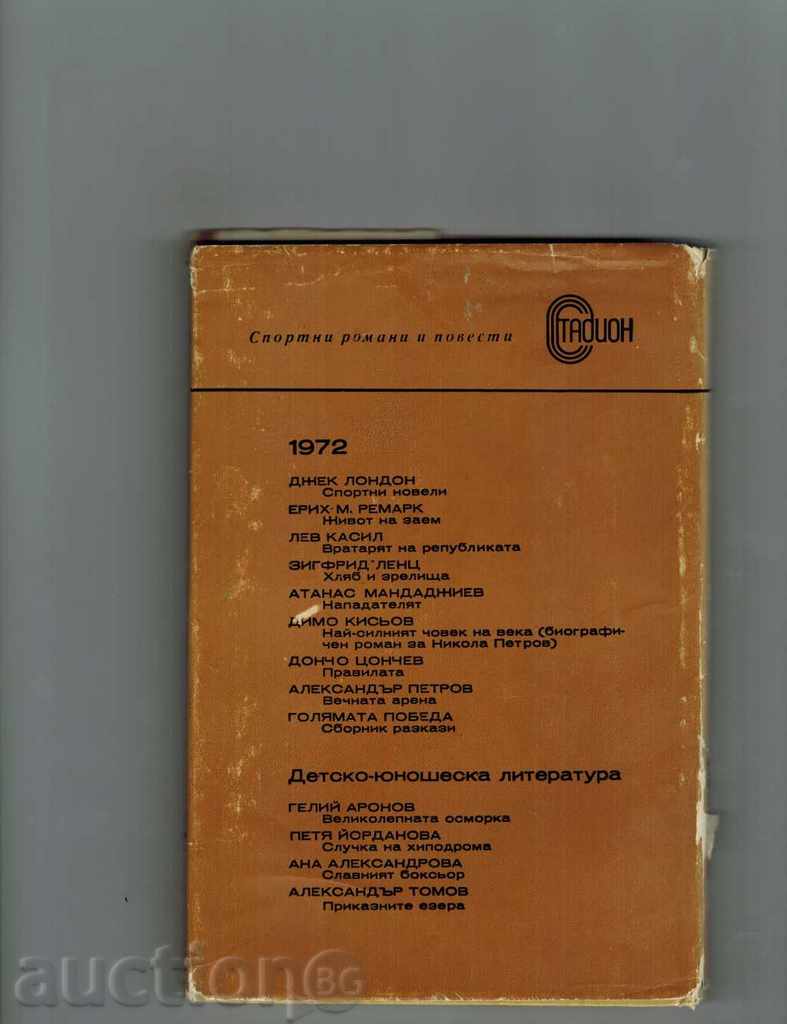 Спортни романи и повести
СТАДИОН
1972
ДЖЕК ЛОНДОН
Спортни новели
ЕРИХ М. РЕМАРК
Живот на заем
ЛЕВ КАСИЛ
Вратарят на републиката
ЗИГФРИД ЛЕНЦ
Хляб и зрелища
АТАНАС МАНДАДЖИЕВ
Нападателят
ДИМО КИСЬОВ
Най-силният човек на века (биографи-
чен роман за Никола Петров)
ДОНЧО ЦОНЧЕВ
Правилата
АЛЕКСАНДЪР ПЕТРОВ
Вечната арена
ГОЛЯМАТА ПОБЕДА
Сборник разкази
Детско-юношеска литература
ГЕЛИЙ АРОНОВ
Великолепната осморка
ПЕТЯ ЙОРДАНОВА
Случка на хиподрома
АНА АЛЕКСАНДРОВА
Славният боксьор
АЛЕКСАНДЪР ТОМОВ
Приказните езера
auctionBG